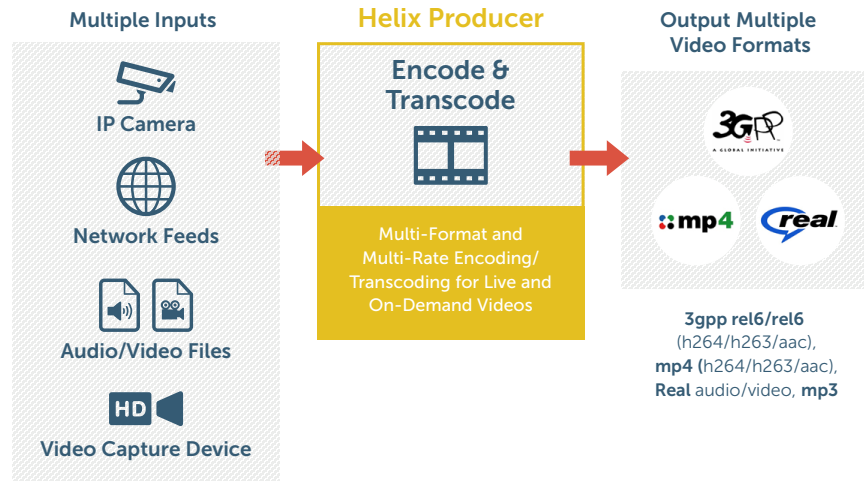 Multiple Inputs
IP Camera
Network Feeds
Audio/Video Files
HD
Video Capture Device
Helix Producer
Encode &
Transcode
Multi-Format and
Multi-Rate Encoding/
Transcoding for Live and
On-Demand Videos
Output Multiple
Video Formats
3GPP
A GLOBAL INITIATIVE
mp4
real
3gpp rel6/rel6
(h264/h263/aac),
mp4 (h264/h263/aac),
Real audio/video, mp3